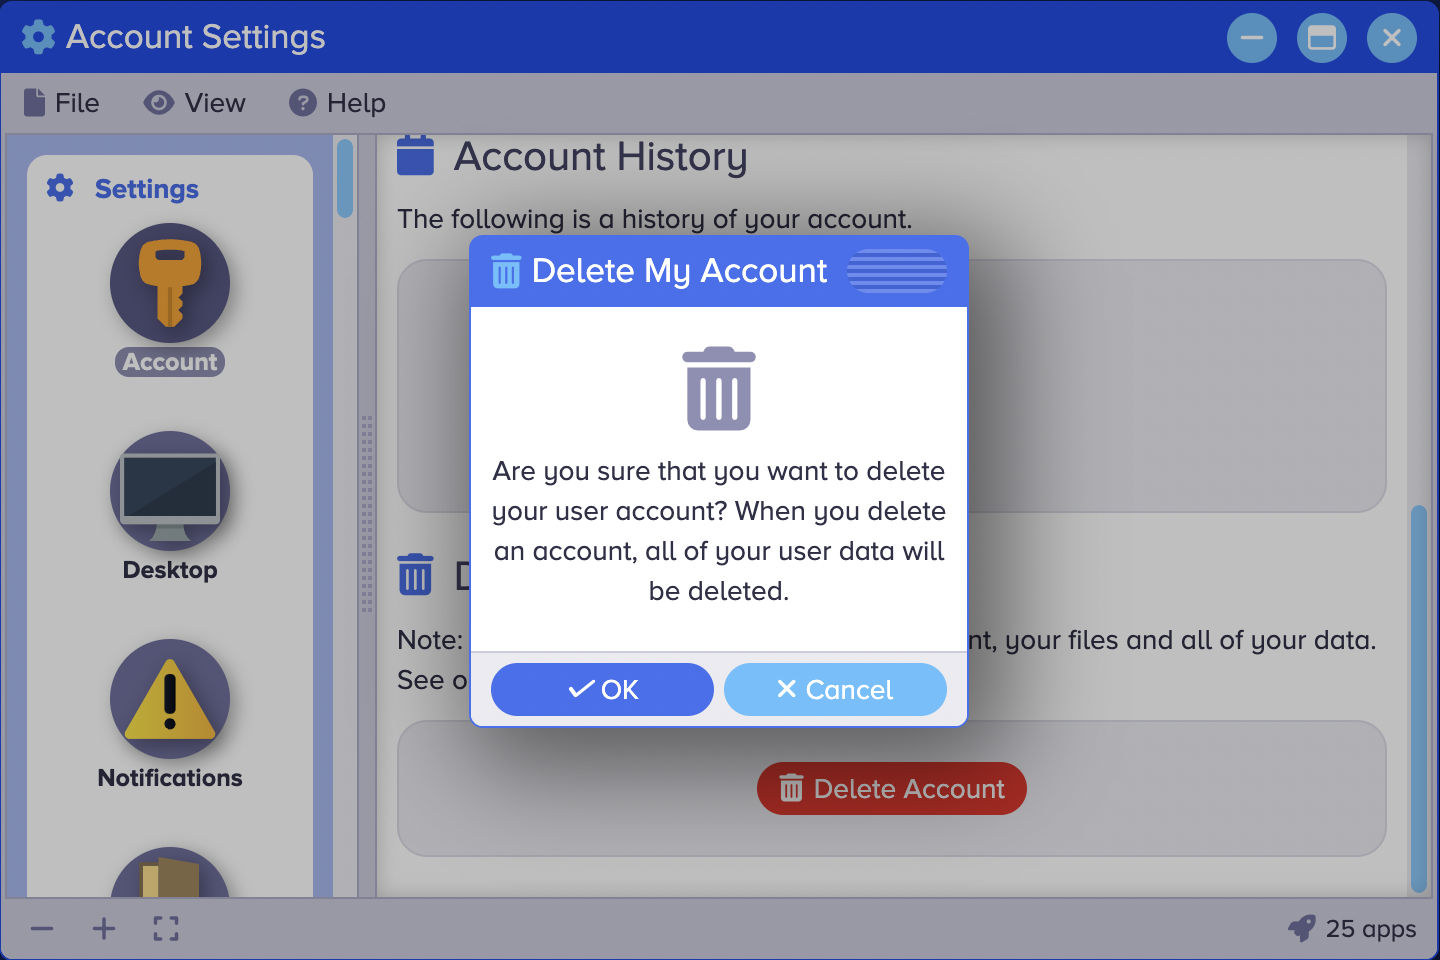 Account Settings
File View Help
Settings
Account
Desktop
Notifications
Account History
The following is a history of your account.
Delete My Account
Are you sure that you want to delete
your user account? When you delete
an account, all of your user data will
be deleted.
OK Cancel
Note:
nt, your files and all of your data.
See o
Delete Account
25 apps